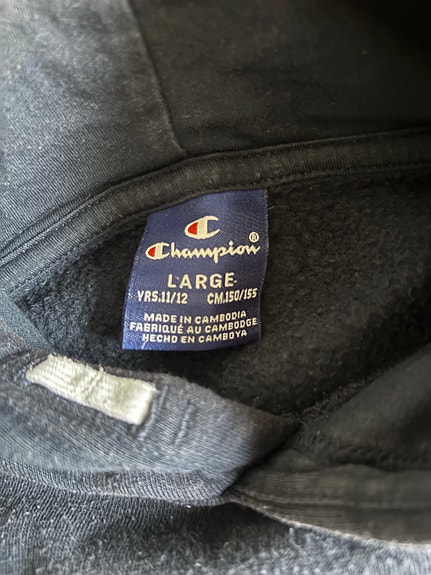 Champion®
LARGE
YRS.11/12 CM.150/155
MADE IN CAMBODIA
FABRIQUÉ AU CAMBODGE
HECHO EN CAMBOYA